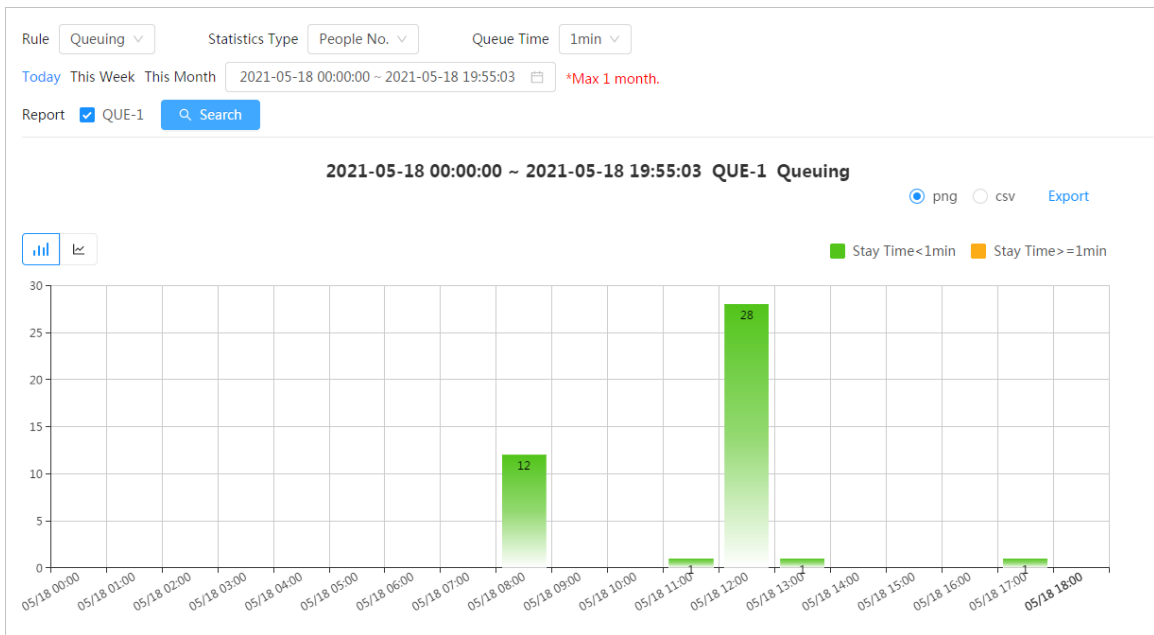 Rule Queuing Statistics Type People No. Queue Time 1min
Today This Week This Month 2021-05-18 00:00:00 ~ 2021-05-18 19:55:03 *Max 1 month.
Report QUE-1 Search
2021-05-18 00:00:00 ~ 2021-05-18 19:55:03 QUE-1 Queuing
png csv Export
Stay Time<1min Stay Time>=1min
30
25
20
15
10
5
0
28
12
1
1
1
05/18 00:00 05/18 01:00 05/18 02:00 05/18 03:00 05/18 04:00 05/18 05:00 05/18 06:00 05/18 07:00 05/18 08:00 05/18 09:00 05/18 10:00 05/18 11:00 05/18 12:00 05/18 13:00 05/18 14:00 05/18 15:00 05/18 16:00 05/18 17:00 05/18 18:00